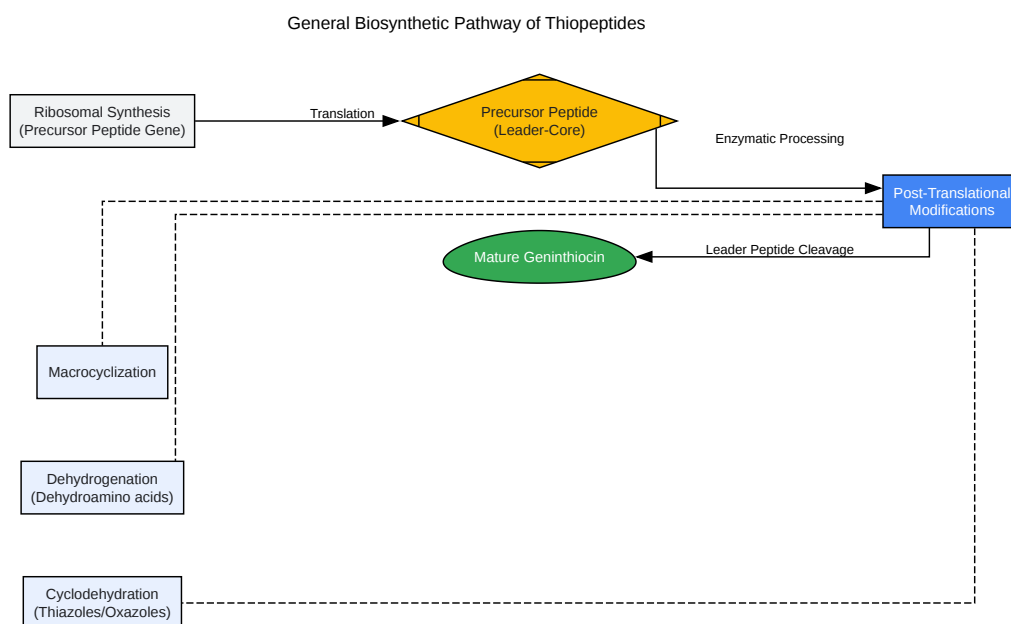 General Biosynthetic Pathway of Thiopeptides
Ribosomal Synthesis
(Precursor Peptide Gene)
Translation
Precursor Peptide
(Leader-Core)
Enzymatic Processing
Post-Translational
Modifications
Leader Peptide Cleavage
Mature Geninthiocin
Macrocyclization
Dehydrogenation
(Dehydroamino acids)
Cyclodehydration
(Thiazoles/Oxazoles)